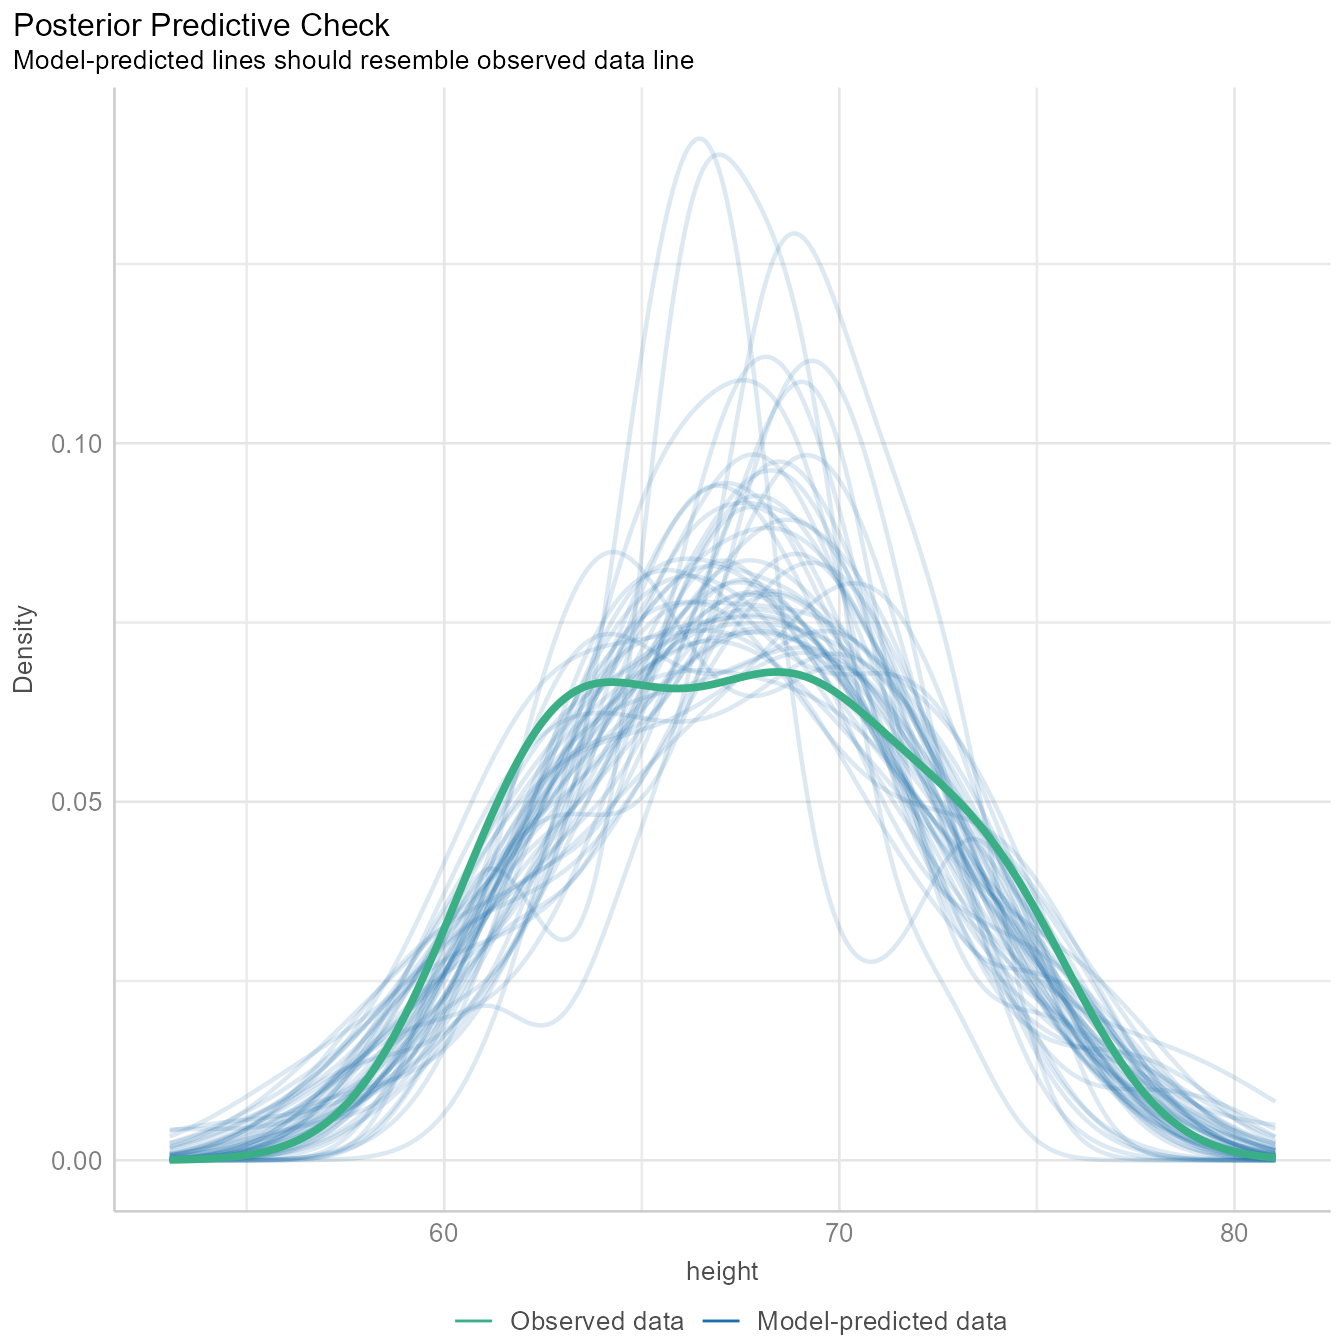 Posterior Predictive Check
Model-predicted lines should resemble observed data line
Density
0.10
0.05
0.00
60 70 80
height
Observed data Model-predicted data